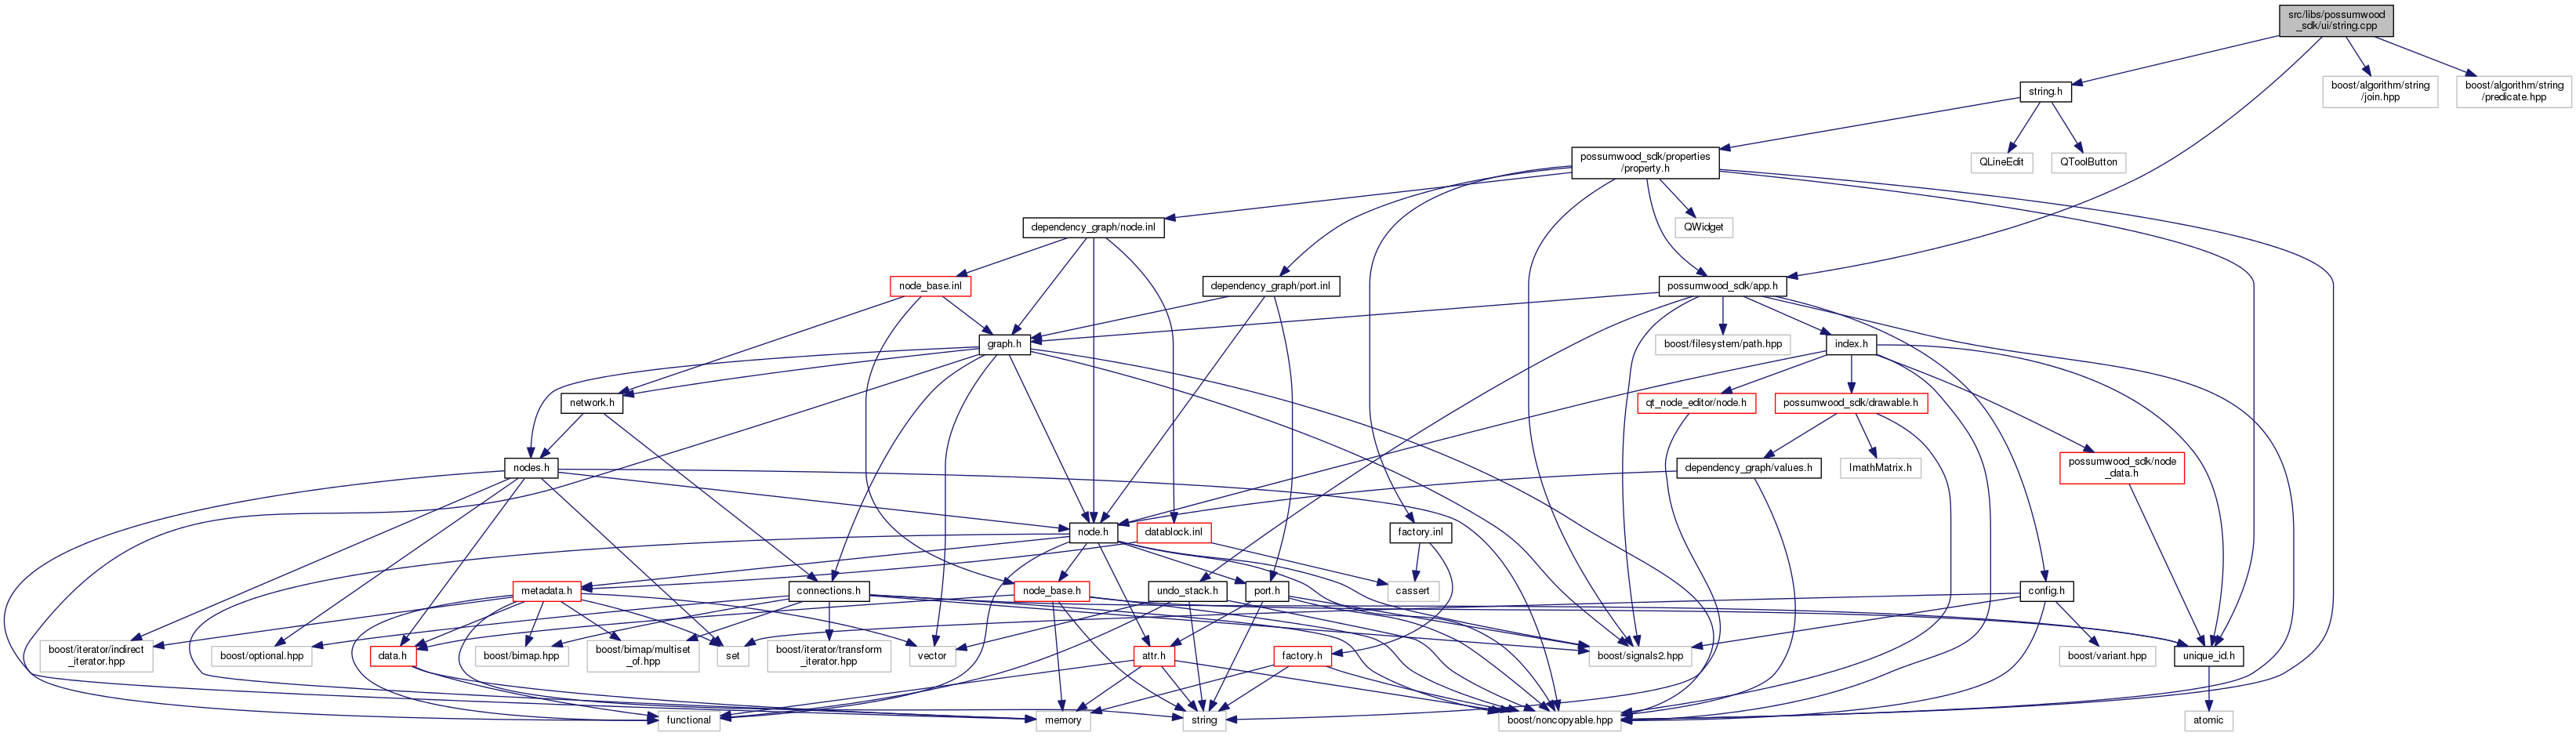 src/libs/possumwood
_sdk/ui/string.cpp
string.h
boost/algorithm/string
/join.hpp
boost/algorithm/string
/predicate.hpp
possumwood_sdk/properties
/property.h
QLineEdit
QToolButton
dependency_graph/node.inl
QWidget
node_base.inl
dependency_graph/port.inl
possumwood_sdk/app.h
graph.h
boost/filesystem/path.hpp
index.h
network.h
qt_node_editor/node.h
possumwood_sdk/drawable.h
nodes.h
dependency_graph/values.h
ImathMatrix.h
possumwood_sdk/node
_data.h
node.h
datablock.inl
factory.inl
metadata.h
connections.h
node_base.h
undo_stack.h
port.h
cassert
config.h
boost/iterator/indirect
_iterator.hpp
boost/optional.hpp
data.h
boost/bimap.hpp
boost/bimap/multiset
_of.hpp
set
boost/iterator/transform
_iterator.hpp
vector
attr.h
factory.h
boost/signals2.hpp
boost/variant.hpp
unique_id.h
functional
memory
string
boost/noncopyable.hpp
atomic